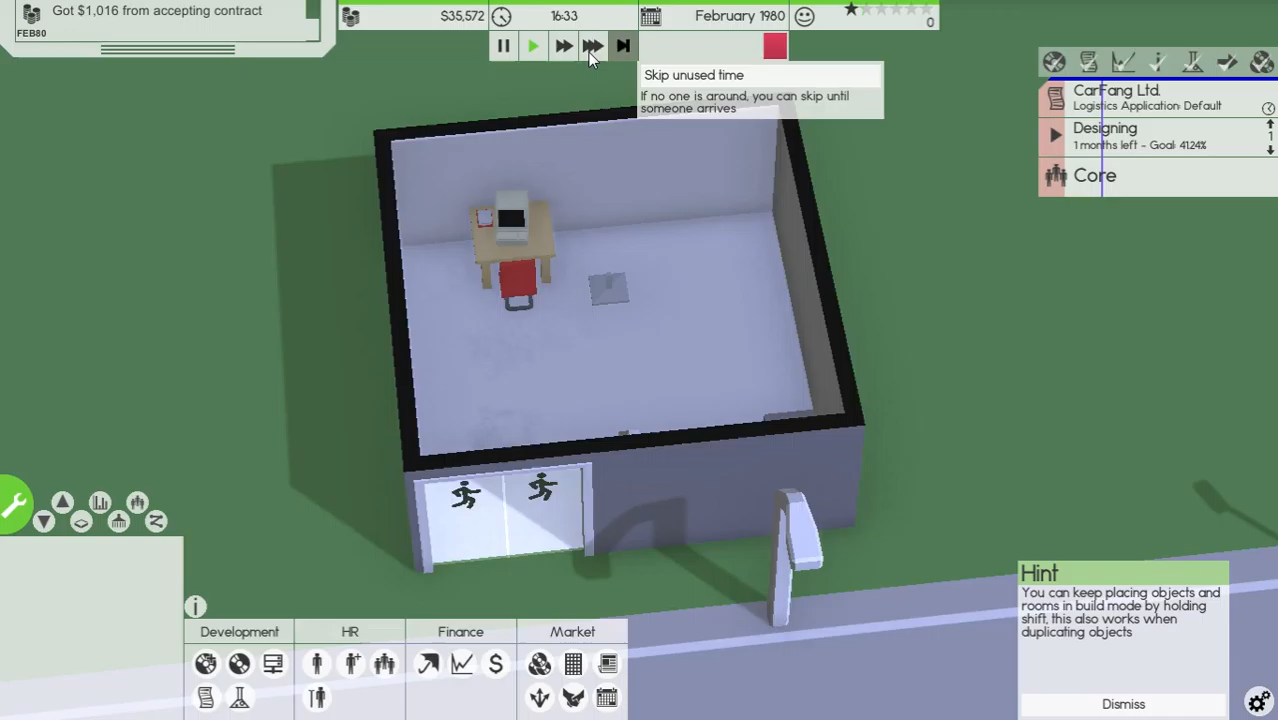 Got $1,016 from accepting contract
FEB80
$35,572
16:33
February 1980
0
Skip unused time
If no one is around, you can skip until
someone arrives
CarFang Ltd.
Logistics Application: Default
Designing
1 months left - Goal: 41.24%
1
Core
Hint
You can keep placing objects and
rooms in build mode by holding
shift, this also works when
duplicating objects
Dismiss
Development
HR
Finance
Market